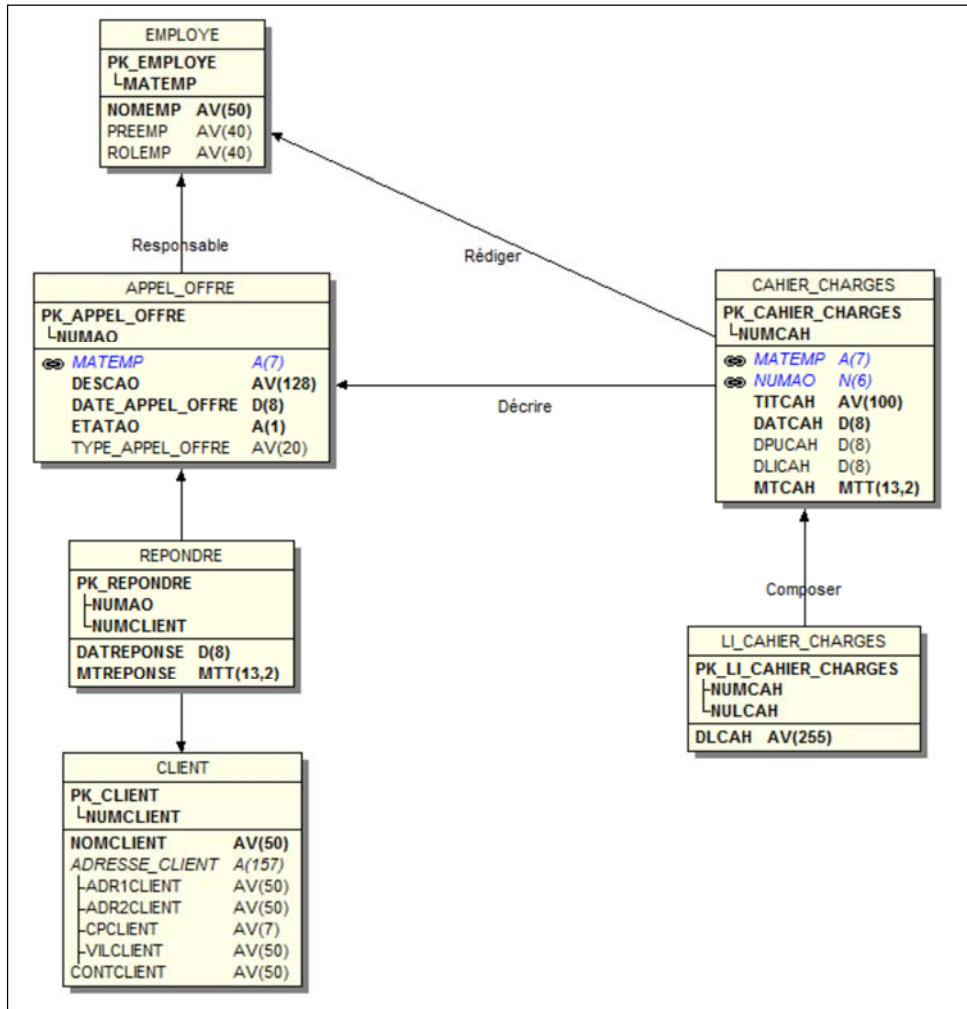 EMPLOYE
PK_EMPLOYE
MATEMP
NOMEMP AV(50)
PREEMP AV(40)
ROLEMP AV(40)
Responsable
Rédiger
APPEL_OFFRE
PK_APPEL_OFFRE
NUMAO
MATEMP A(7)
DESCAO AV(128)
DATE_APPEL_OFFRE D(8)
ETATAO A(1)
TYPE_APPEL_OFFRE AV(20)
Décrire
CAHIER_CHARGES
PK_CAHIER_CHARGES
NUMCAH
MATEMP A(7)
NUMAO N(6)
TITCAH AV(100)
DATCAH D(8)
DPUCAH D(8)
DLICAH D(8)
MTCAH MTT(13,2)
REPONDRE
PK_REPONDRE
NUMAO
NUMCLIENT
DATREPONSE D(8)
MTREPONSE MTT(13,2)
Composer
LI_CAHIER_CHARGES
PK_LI_CAHIER_CHARGES
NUMCAH
NULCAH
DLCAH AV(255)
CLIENT
PK_CLIENT
NUMCLIENT
NOMCLIENT AV(50)
ADRESSE_CLIENT A(157)
ADR1CLIENT AV(50)
ADR2CLIENT AV(50)
CPCLIENT AV(7)
VILCLIENT AV(50)
CONTCLIENT AV(50)